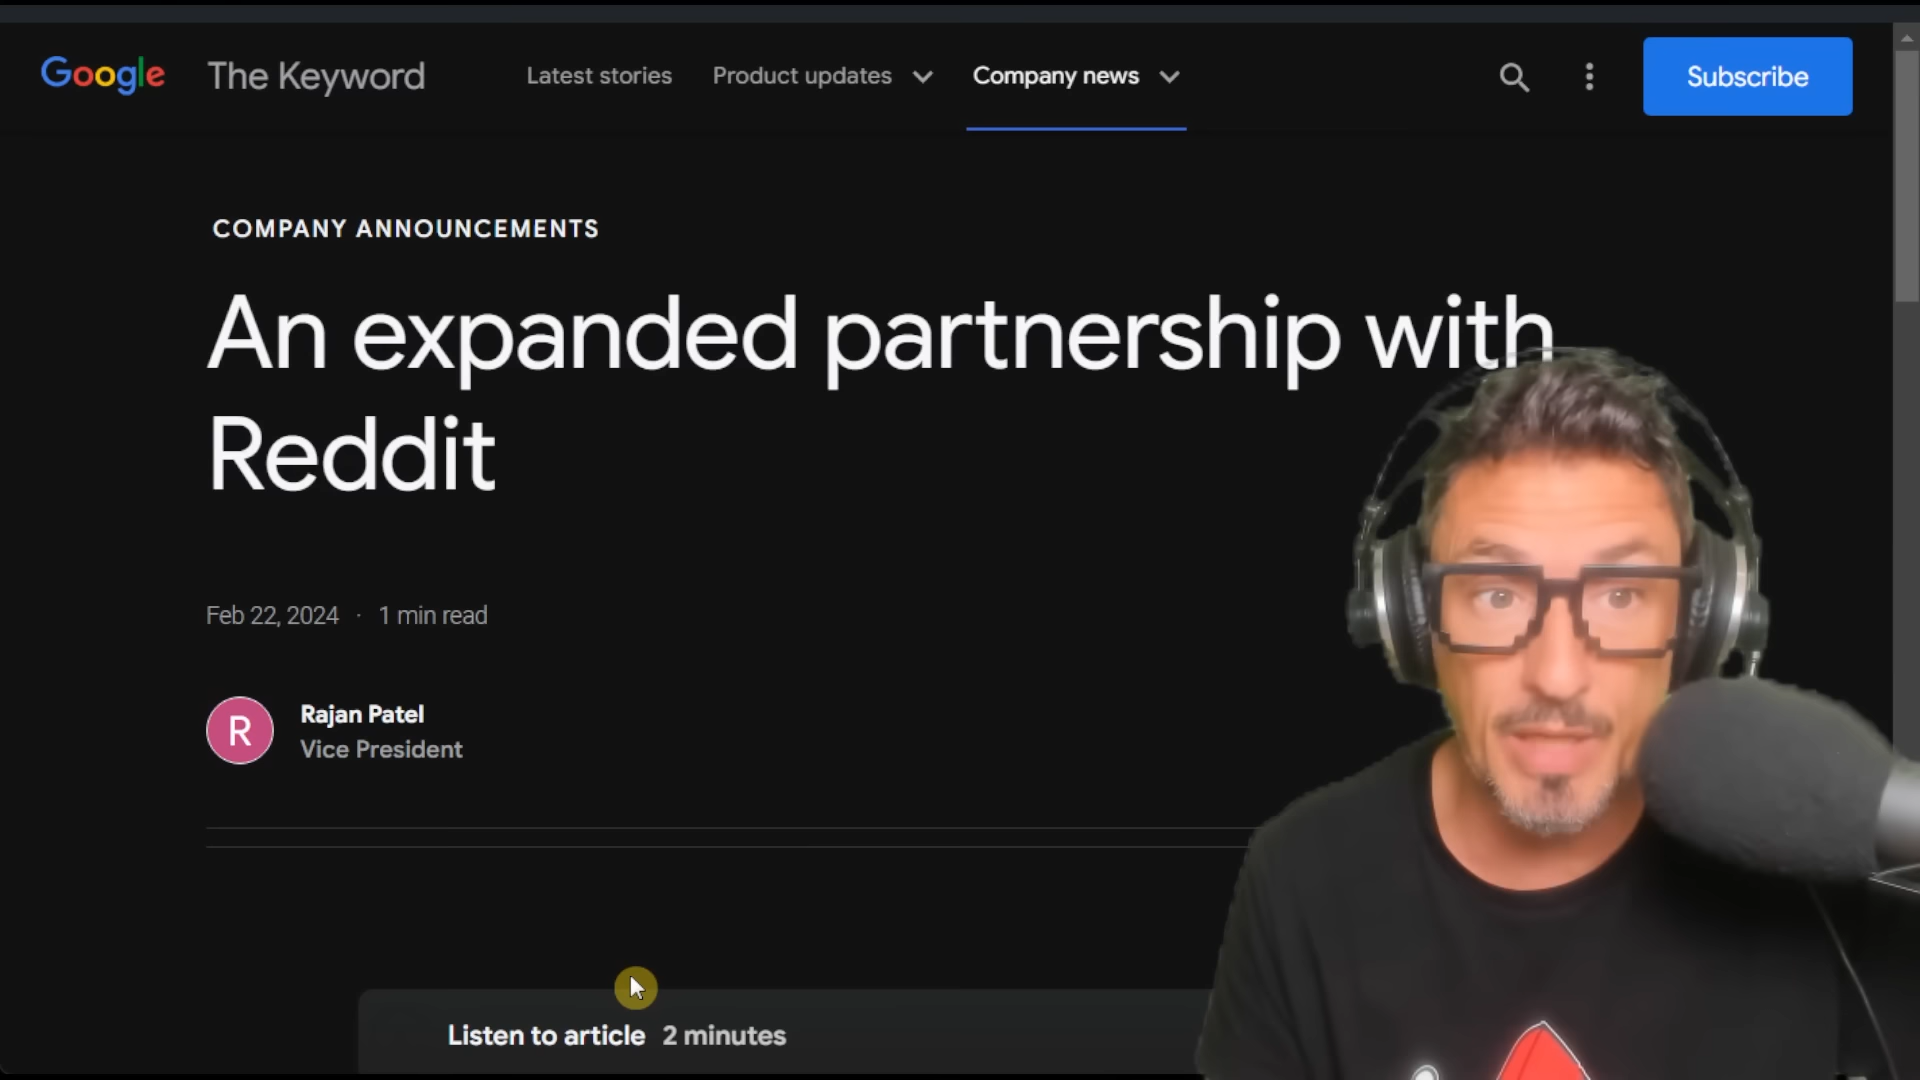 Google The Keyword Latest stories Product updates Company news Subscribe
COMPANY ANNOUNCEMENTS
An expanded partnership with
Reddit
Feb 22, 2024 · 1 min read
R
Rajan Patel
Vice President
Listen to article 2 minutes